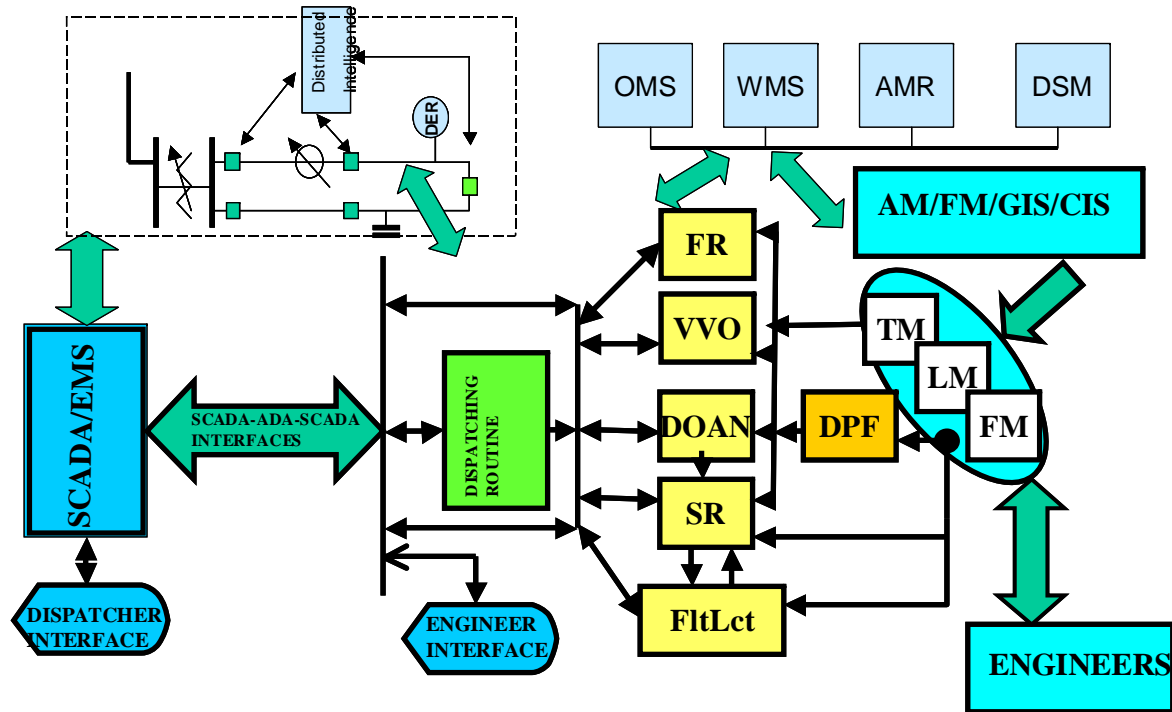 Distributed
Intelligende
DER
OMS
WMS
AMR
DSM
AM/FM/GIS/CIS
FR
TM
VVO
LM
SCADA/EMS
SCADA-ADA-SCADA
INTERFACES
DISPATCHING
ROUTINE
DOAN
DPF
FM
SR
DISPATCHER
INTERFACE
ENGINEER
INTERFACE
FltLct
ENGINEERS